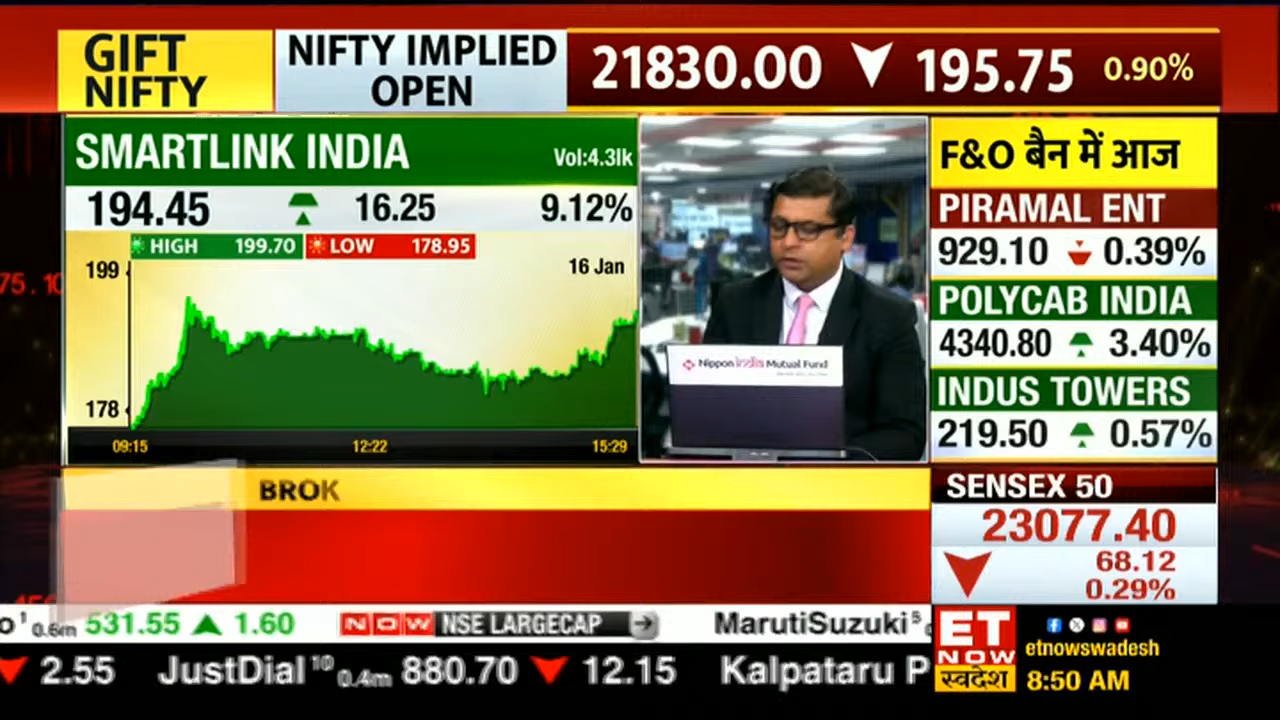 GIFT
NIFTY
NIFTY IMPLIED
OPEN
21830.00 195.75 0.90%
SMARTLINK INDIA Vol:4.3lk
194.45 16.25 9.12%
HIGH 199.70 LOW 178.95
199
16 Jan
178
09:15 12:22 15:29
Nippon india Mutual Fund
F&O बैन में आज
PIRAMAL ENT
929.10 0.39%
POLYCAB INDIA
4340.80 3.40%
INDUS TOWERS
219.50 0.57%
BROK
SENSEX 50
23077.40
68.12
0.29%
0.6m 531.55 1.60 NOW NSE LARGECAP MarutiSuzuki
2.55 JustDial 10 0.4m 880.70 12.15 Kalpataru P
ET
NOW
स्वदेश
etnowswadesh
8:50 AM